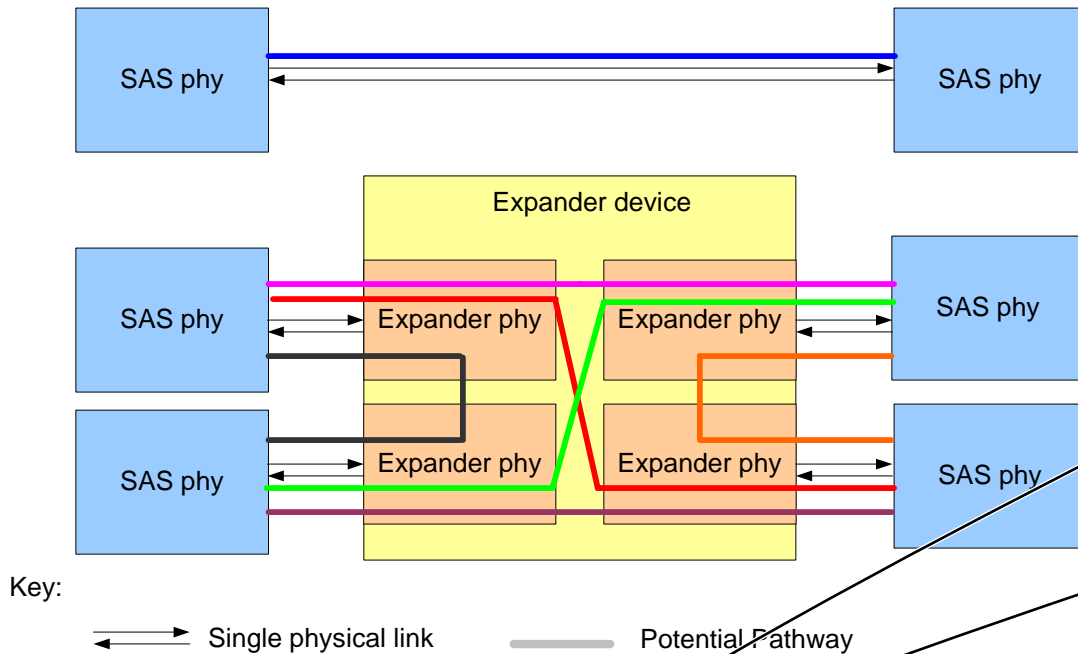 SAS phy
SAS phy
Expander device
SAS phy
Expander phy
Expander phy
SAS phy
SAS phy
Expander phy
Expander phy
SAS phy
Key:
Single physical link
Potential Pathway